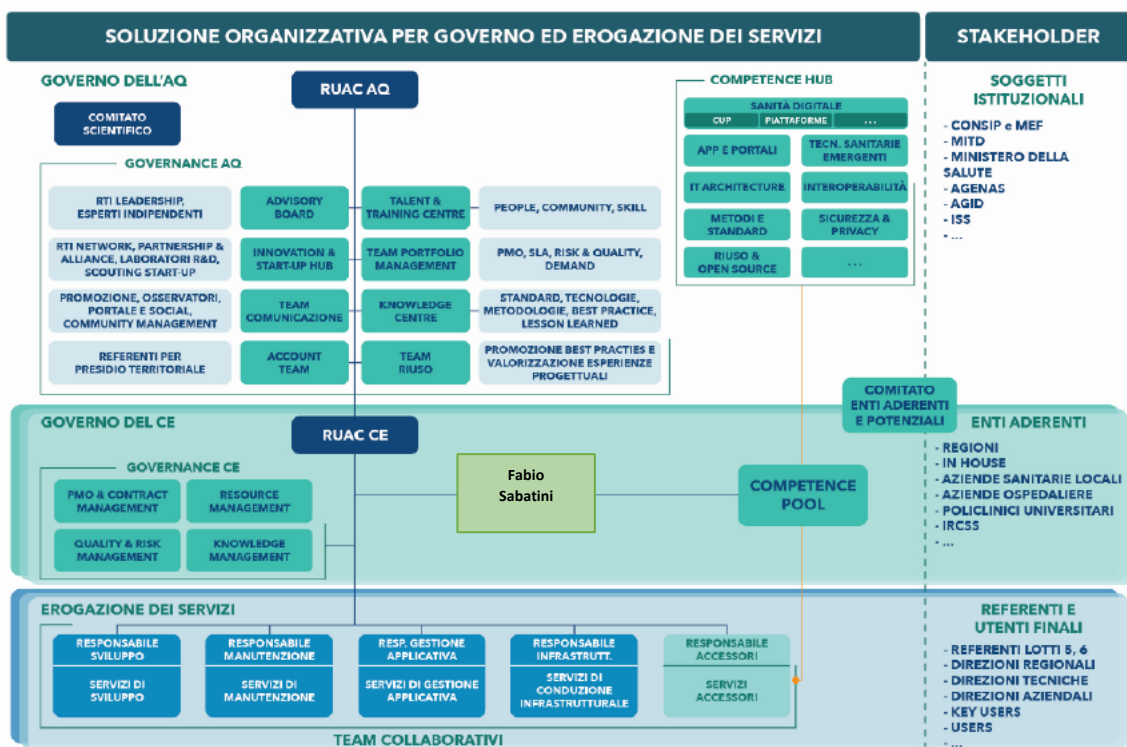 SOLUZIONE ORGANIZZATIVA PER GOVERNO ED EROGAZIONE DEI SERVIZI
STAKEHOLDER
GOVERNO DELL'AQ
RUAC AQ
COMITATO
SCIENTIFICO
GOVERNANCE AQ
RTI LEADERSHIP,
ESPERTI INDIPENDENTI
ADVISORY
BOARD
TALENT &
TRAINING CENTRE
PEOPLE, COMMUNITY, SKILL
RTI NETWORK, PARTNERSHIP &
ALLIANCE, LABORATORI R&D,
SCOUTING START-UP
INNOVATION &
START-UP HUB
TEAM PORTFOLIO
MANAGEMENT
PMO, SLA, RISK & QUALITY,
DEMAND
PROMOZIONE, OSSERVATORI,
PORTALE E SOCIAL,
COMMUNITY MANAGEMENT
TEAM
COMUNICAZIONE
KNOWLEDGE
CENTRE
STANDARD, TECNOLOGIE,
METODOLOGIE, BEST PRACTICE,
LESSON LEARNED
REFERENTI PER
PRESIDIO TERRITORIALE
ACCOUNT
TEAM
TEAM
RIUSO
PROMOZIONE BEST PRACTIES E
VALORIZZAZIONE ESPERIENZE
PROGETTUALI
COMPETENCE HUB
SANITÀ DIGITALE
CUP
PIATTAFORME
...
APP E PORTALI
TECN. SANITARIE
EMERGENTI
IT ARCHITECTURE
INTEROPERABILITÀ
METODI E
STANDARD
SICUREZZA &
PRIVACY
RIUSO &
OPEN SOURCE
...
SOGGETTI
ISTITUZIONALI
- CONSIP e MEF
- MITD
- MINISTERO DELLA
SALUTE
- AGENAS
- AGID
- ISS
- ...
GOVERNO DEL CE
RUAC CE
GOVERNANCE CE
PMO & CONTRACT
MANAGEMENT
RESOURCE
MANAGEMENT
QUALITY & RISK
MANAGEMENT
KNOWLEDGE
MANAGEMENT
Fabio
Sabatini
COMPETENCE
POOL
COMITATO
ENTI ADERENTI
E POTENZIALI
ENTI ADERENTI
- REGIONI
- IN HOUSE
- AZIENDE SANITARIE LOCALI
- AZIENDE OSPEDALIERE
- POLICLINICI UNIVERSITARI
- IRCSS
- ...
EROGAZIONE DEI SERVIZI
RESPONSABILE
SVILUPPO
SERVIZI DI
SVILUPPO
RESPONSABILE
MANUTENZIONE
SERVIZI DI
MANUTENZIONE
RESP. GESTIONE
APPLICATIVA
SERVIZI DI GESTIONE
APPLICATIVA
RESPONSABILE
INFRASTRUTT.
SERVIZI DI
CONDUZIONE
INFRASTRUTTURALE
RESPONSABILE
ACCESSORI
SERVIZI
ACCESSORI
TEAM COLLABORATIVI
REFERENTI E
UTENTI FINALI
- REFERENTI LOTTI 5, 6
- DIREZIONI REGIONALI
- DIREZIONI TECNICHE
- DIREZIONI AZIENDALI
- KEY USERS
- USERS
- ...